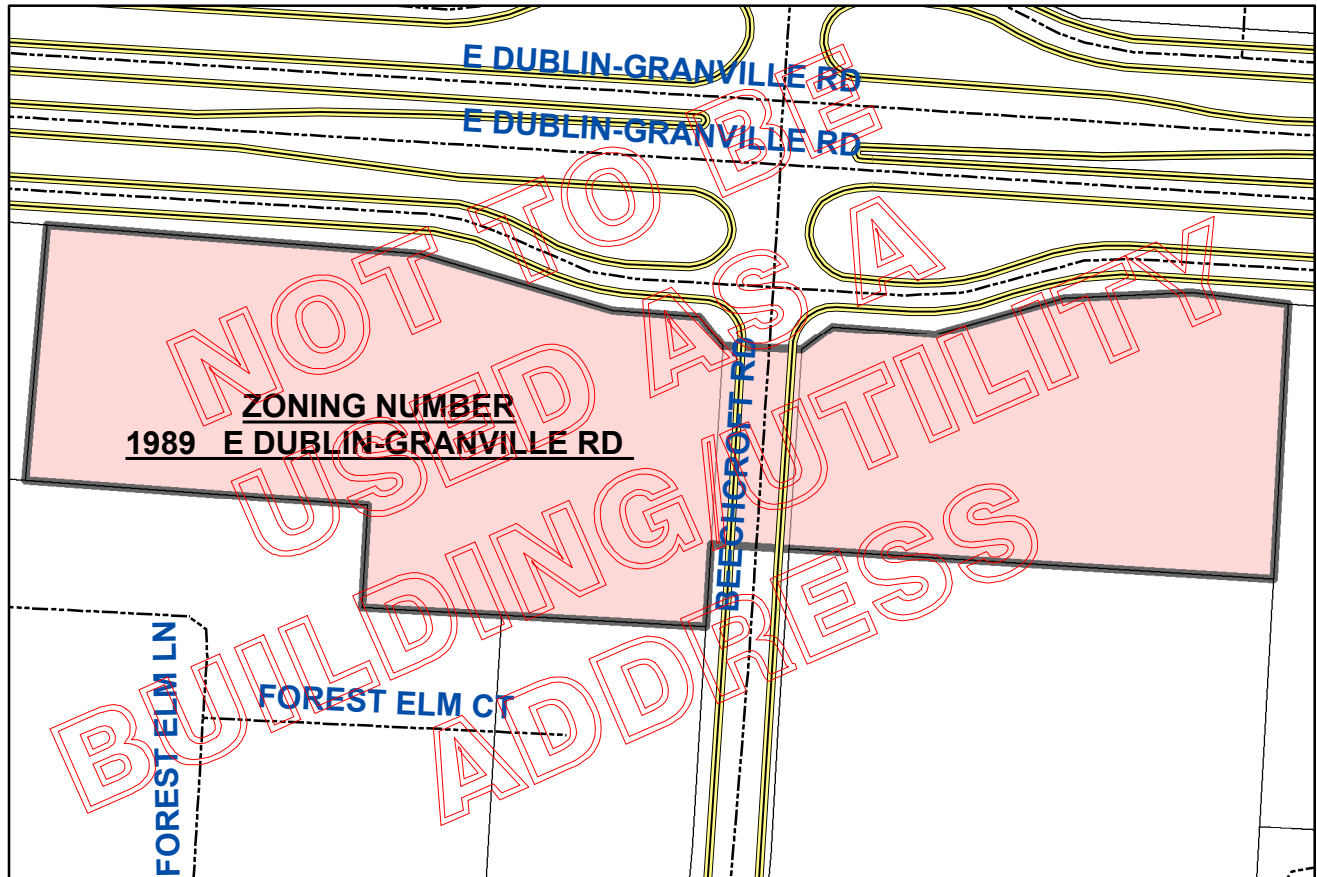 E DUBLIN-GRANVILLE RD
E DUBLIN-GRANVILLE RD
NOT TO BE
USED AS A
BUILDING/UTILITY
ADDRESS
ZONING NUMBER
1989 E DUBLIN-GRANVILLE RD
BEECHCROFT RD
FOREST ELM LN
FOREST ELM CT